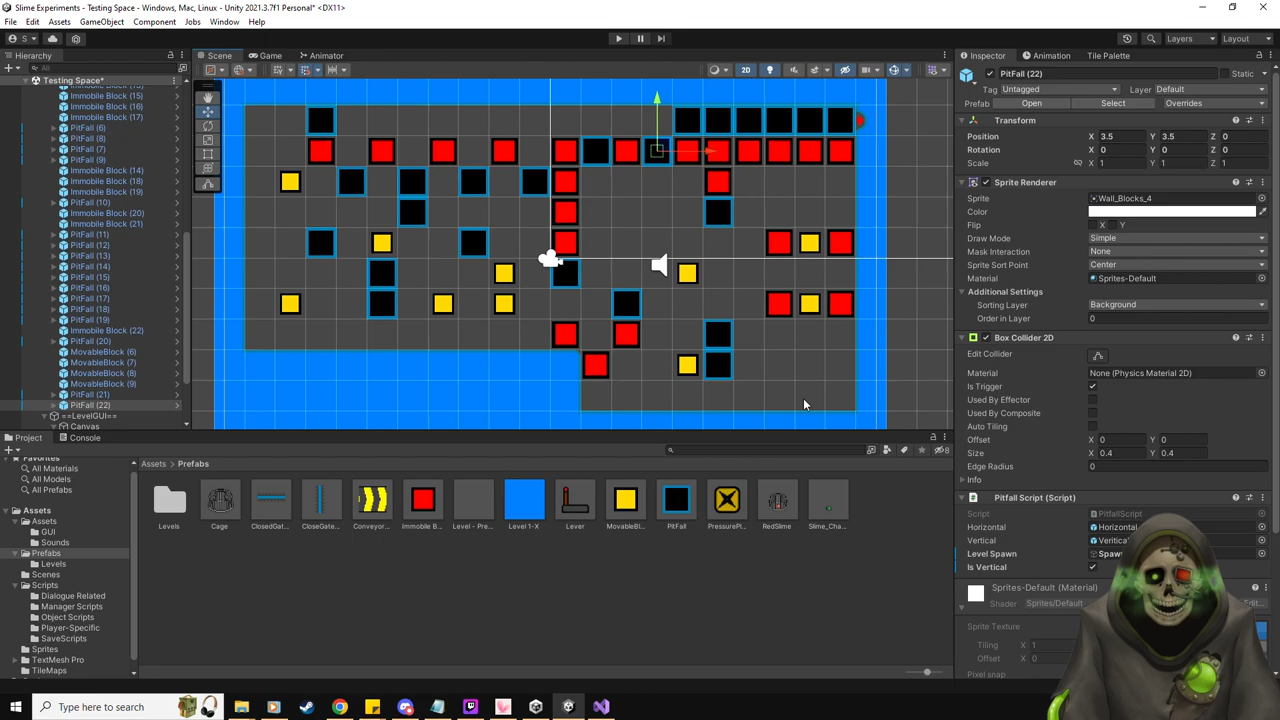 Slime Experiments - Testing Space - Windows, Mac, Linux - Unity 2021.3.7f1 Personal* <DX11>
File Edit Assets GameObject Component Jobs Window Help
S
Layers Layout
Hierarchy
All
Testing Space*
Immobile Block (15)
Immobile Block (16)
Immobile Block (17)
PitFall (6)
PitFall (8)
PitFall (7)
PitFall (9)
Immobile Block (14)
Immobile Block (18)
Immobile Block (19)
PitFall (10)
Immobile Block (20)
Immobile Block (21)
PitFall (11)
PitFall (12)
PitFall (13)
PitFall (14)
PitFall (15)
PitFall (16)
PitFall (17)
PitFall (18)
PitFall (19)
Immobile Block (22)
PitFall (20)
MovableBlock (6)
MovableBlock (7)
MovableBlock (8)
MovableBlock (9)
PitFall (21)
PitFall (22)
==LevelGUI==
Canvas
Scene Game Animator
2D
Inspector Animation Tile Palette
PitFall (22) Static
Tag Untagged Layer Default
Prefab Open Select Overrides
Transform
Position X 3.5 Y 3.5 Z 0
Rotation X 0 Y 0 Z 0
Scale X 1 Y 1 Z 1
Sprite Renderer
Sprite Wall_Blocks_4
Color
Flip X Y
Draw Mode Simple
Mask Interaction None
Sprite Sort Point Center
Material Sprites-Default
Additional Settings
Sorting Layer Background
Order in Layer 0
Box Collider 2D
Edit Collider
Material None (Physics Material 2D)
Is Trigger
Used By Effector
Used By Composite
Auto Tiling
Offset X 0 Y 0
Size X 0.4 Y 0.4
Edge Radius 0
Info
Pitfall Script (Script)
Script PitfallScript
Horizontal
Vertical
Level Spawn
Is Vertical
Sprites-Default (Material)
Shader
Sprite Texture
Tiling X 1
Offset X 0
Pixel snap
Project Console
8
Favorites
All Materials
All Models
All Prefabs
Assets
Assets
GUI
Sounds
Prefabs
Levels
Scenes
Scripts
Dialogue Related
Manager Scripts
Object Scripts
Player-Specific
SaveScripts
Sprites
TextMesh Pro
TileMaps
Assets > Prefabs
Levels Cage ClosedGat... CloseGate... Conveyor... Immobile B... Level - Pre... Level 1-X Lever MovableBl... PitFall PressurePl... RedSlime Slime_Cha...
Type here to search